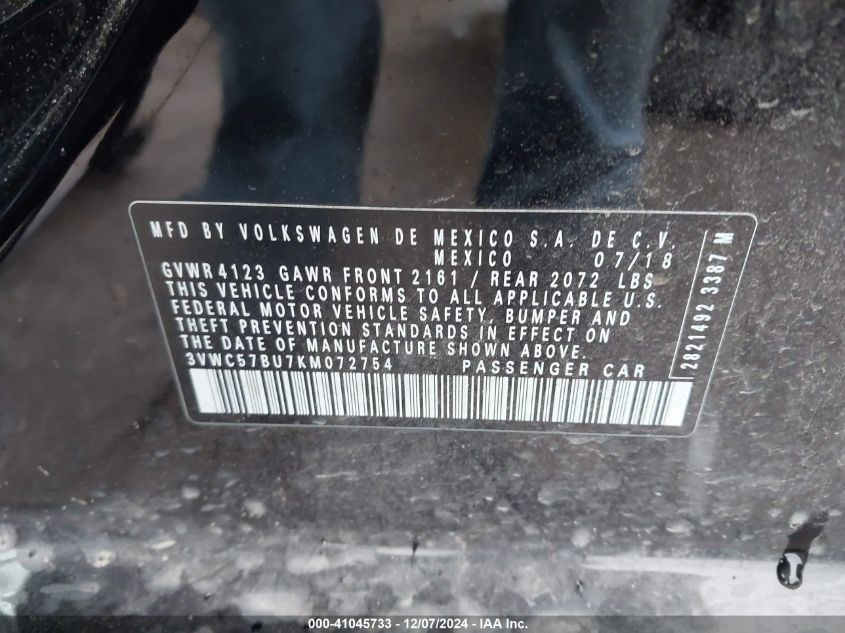 MFD BY VOLKSWAGEN DE MEXICO S.A. DE C.V.
MEXICO 07/18
GVWR 4123 GAWR FRONT 2161 / REAR 2072 LBS
THIS VEHICLE CONFORMS TO ALL APPLICABLE U.S.
FEDERAL MOTOR VEHICLE SAFETY, BUMPER AND
THEFT PREVENTION STANDARDS IN EFFECT ON
THE DATE OF MANUFACTURE SHOWN ABOVE.
3VWC57BU7KM072754 PASSENGER CAR
2821492 3387 M
000-41045733 - 12/07/2024 - IAA Inc.